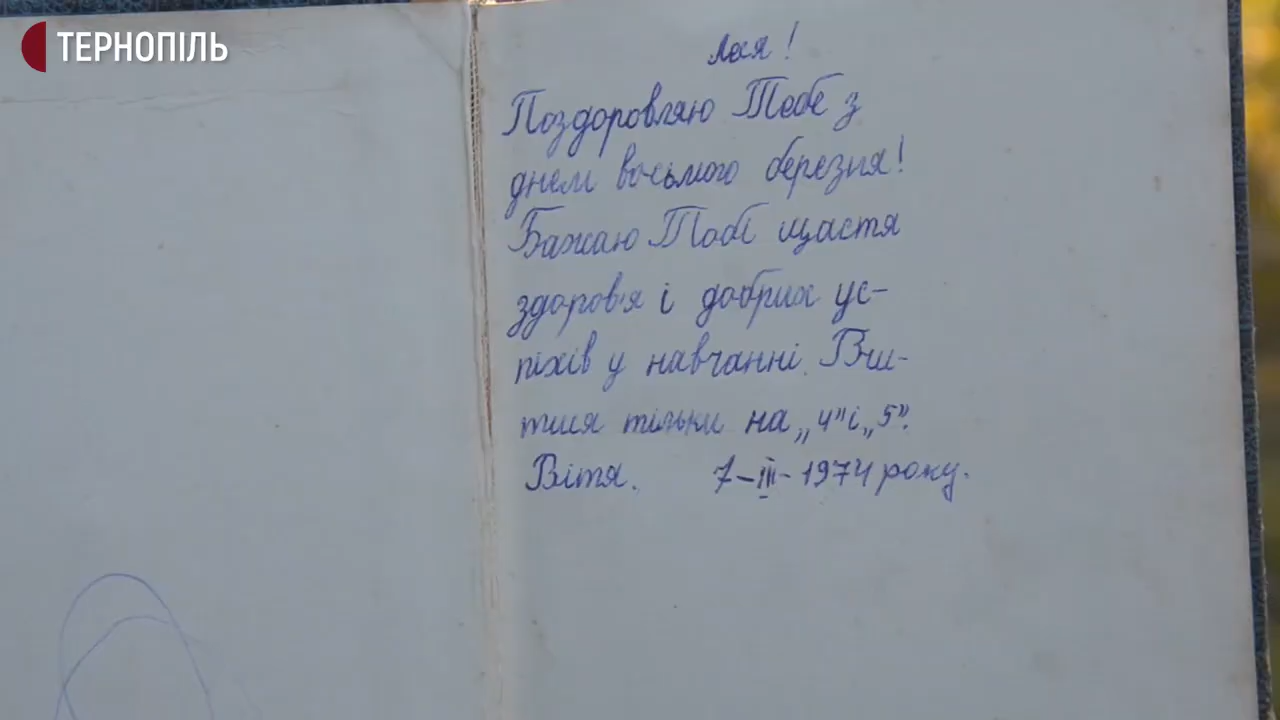 ТЕРНОПІЛЬ
Леся!
Поздоровляю Тебе з
днем восьмого березня!
Бажаю Тобі щастя
здоров'я і добрих ус-
піхів у навчанні. Вчи-
тися тільки на „4" і „5".
Вітя. 7-III-1974 року.